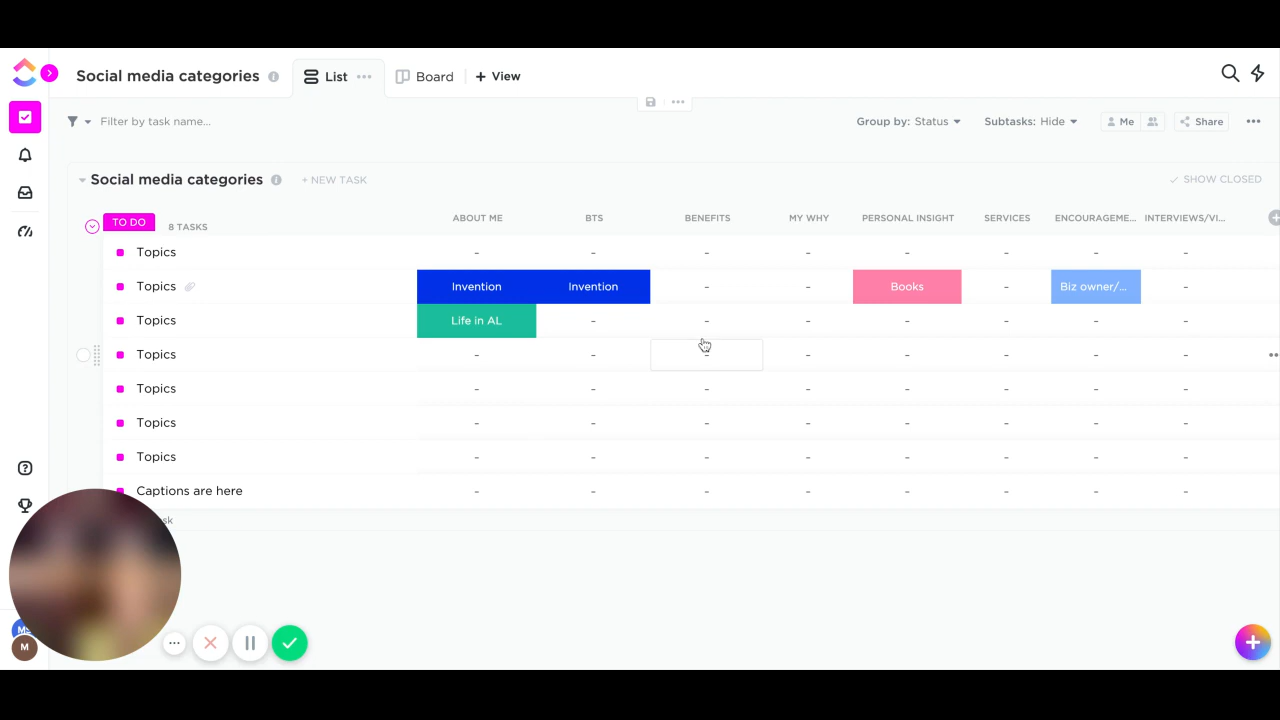 Social media categories List Board + View
Filter by task name... Group by: Status Subtasks: Hide Me Share
Social media categories + NEW TASK SHOW CLOSED
TO DO 8 TASKS ABOUT ME BTS BENEFITS MY WHY PERSONAL INSIGHT SERVICES ENCOURAGEME... INTERVIEWS/VI...
Topics - - - - - - - -
Topics Invention Invention - - Books - Biz owner/... -
Topics Life in AL - - - - - - -
Topics - - - - - - - -
Topics - - - - - - - -
Topics - - - - - - - -
Topics - - - - - - - -
Captions are here - - - - - - - -
M